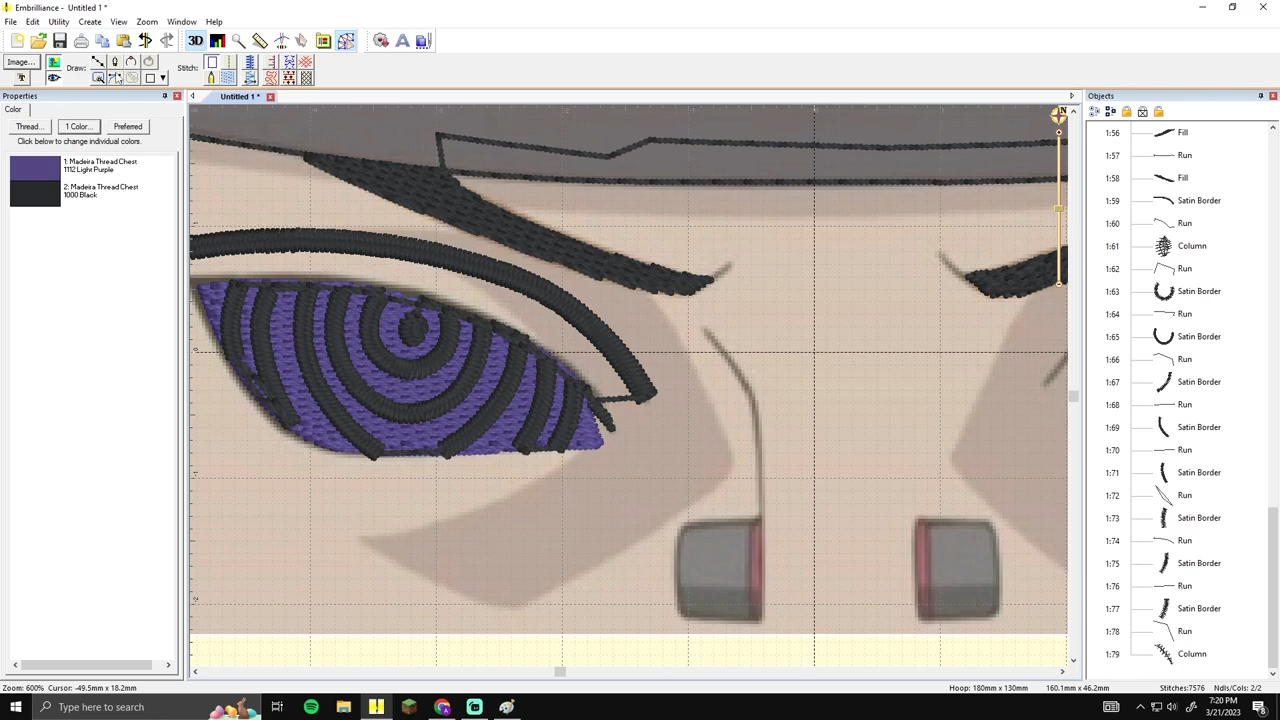 Embrilliance - Untitled 1 *
File Edit Utility Create View Zoom Window Help
3D
Image... Draw: Stitch:
Properties
Color
Thread... 1 Color... Preferred
Click below to change individual colors.
1: Madeira Thread Chest
1112 Light Purple
2: Madeira Thread Chest
1000 Black
Untitled 1 *
N
Objects
1:56 Fill
1:57 Run
1:58 Fill
1:59 Satin Border
1:60 Run
1:61 Column
1:62 Run
1:63 Satin Border
1:64 Run
1:65 Satin Border
1:66 Run
1:67 Satin Border
1:68 Run
1:69 Satin Border
1:70 Run
1:71 Satin Border
1:72 Run
1:73 Satin Border
1:74 Run
1:75 Satin Border
1:76 Run
1:77 Satin Border
1:78 Run
1:79 Column
Zoom: 600% Cursor: -49.5mm x 18.2mm Hoop: 180mm x 130mm 160.1mm x 46.2mm Stitches:7576 Ndls/Cols: 2/2
Type here to search
7:20 PM
3/21/2023